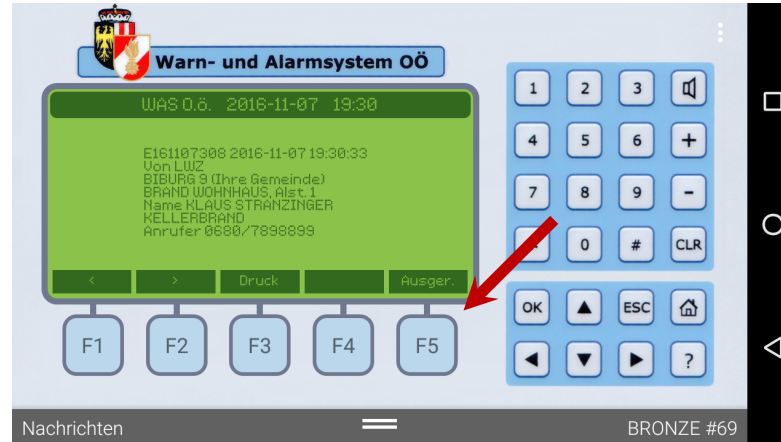 Warn- und Alarmsystem OÖ
WAS O.ö. 2016-11-07 19:30
E161107308 2016-11-07 19:30:33
Von LWZ
BIBURG 9 (Ihre Gemeinde)
BRAND WOHNHAUS, Alst. 1
Name KLAUS STRANZINGER
KELLERBRAND
Anrufer 0680/7898899
< > Druck Ausger.
F1 F2 F3 F4 F5
1 2 3
4 5 6 +
7 8 9 -
0 # CLR
OK ESC
?
Nachrichten
BRONZE #69